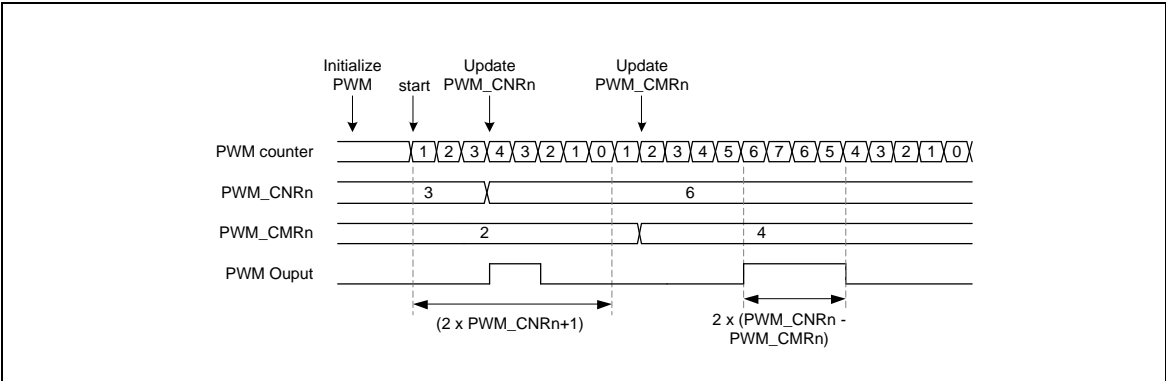 Initialize
PWM
start
Update
PWM_CNRn
Update
PWM_CMRn
PWM counter 1 2 3 4 3 2 1 0 1 2 3 4 5 6 7 6 5 4 3 2 1 0
PWM_CNRn 3 6
PWM_CMRn 2 4
PWM Ouput
(2 x PWM_CNRn+1)
2 x (PWM_CNRn -
PWM_CMRn)